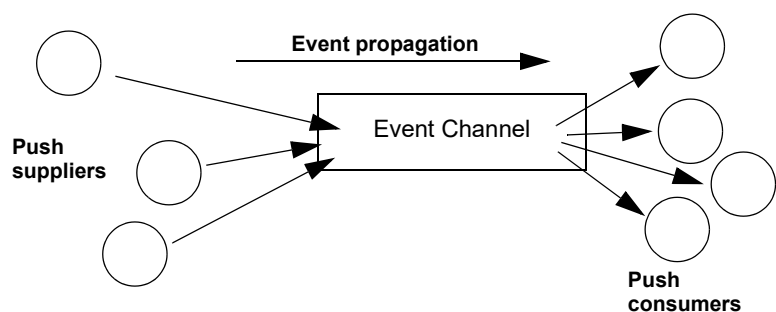 Event propagation
Event Channel
Push
suppliers
Push
consumers